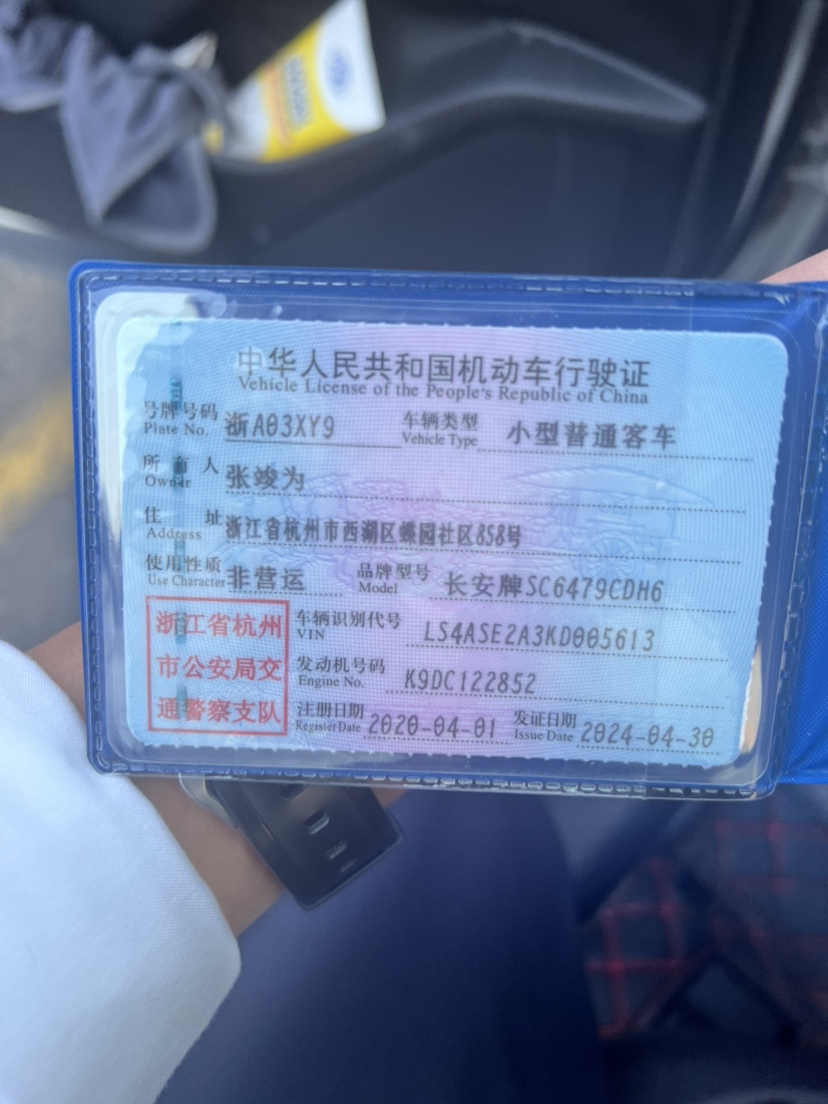 中华人民共和国机动车行驶证
Vehicle License of the People's Republic of China
号牌号码 浙A03XY9 车辆类型 小型普通客车
Plate No. Vehicle Type
所有人 张竣为
Owner
住址 浙江省杭州市西湖区蝶园社区858号
Address
使用性质 非营运 品牌型号 长安牌SC6479CDH6
Use Character Model
浙江省杭州
市公安局交
通警察支队
车辆识别代号 LS4ASE2A3KD005613
VIN
发动机号码 K9DC122852
Engine No.
注册日期 2020-04-01 发证日期 2024-04-30
Register Date Issue Date